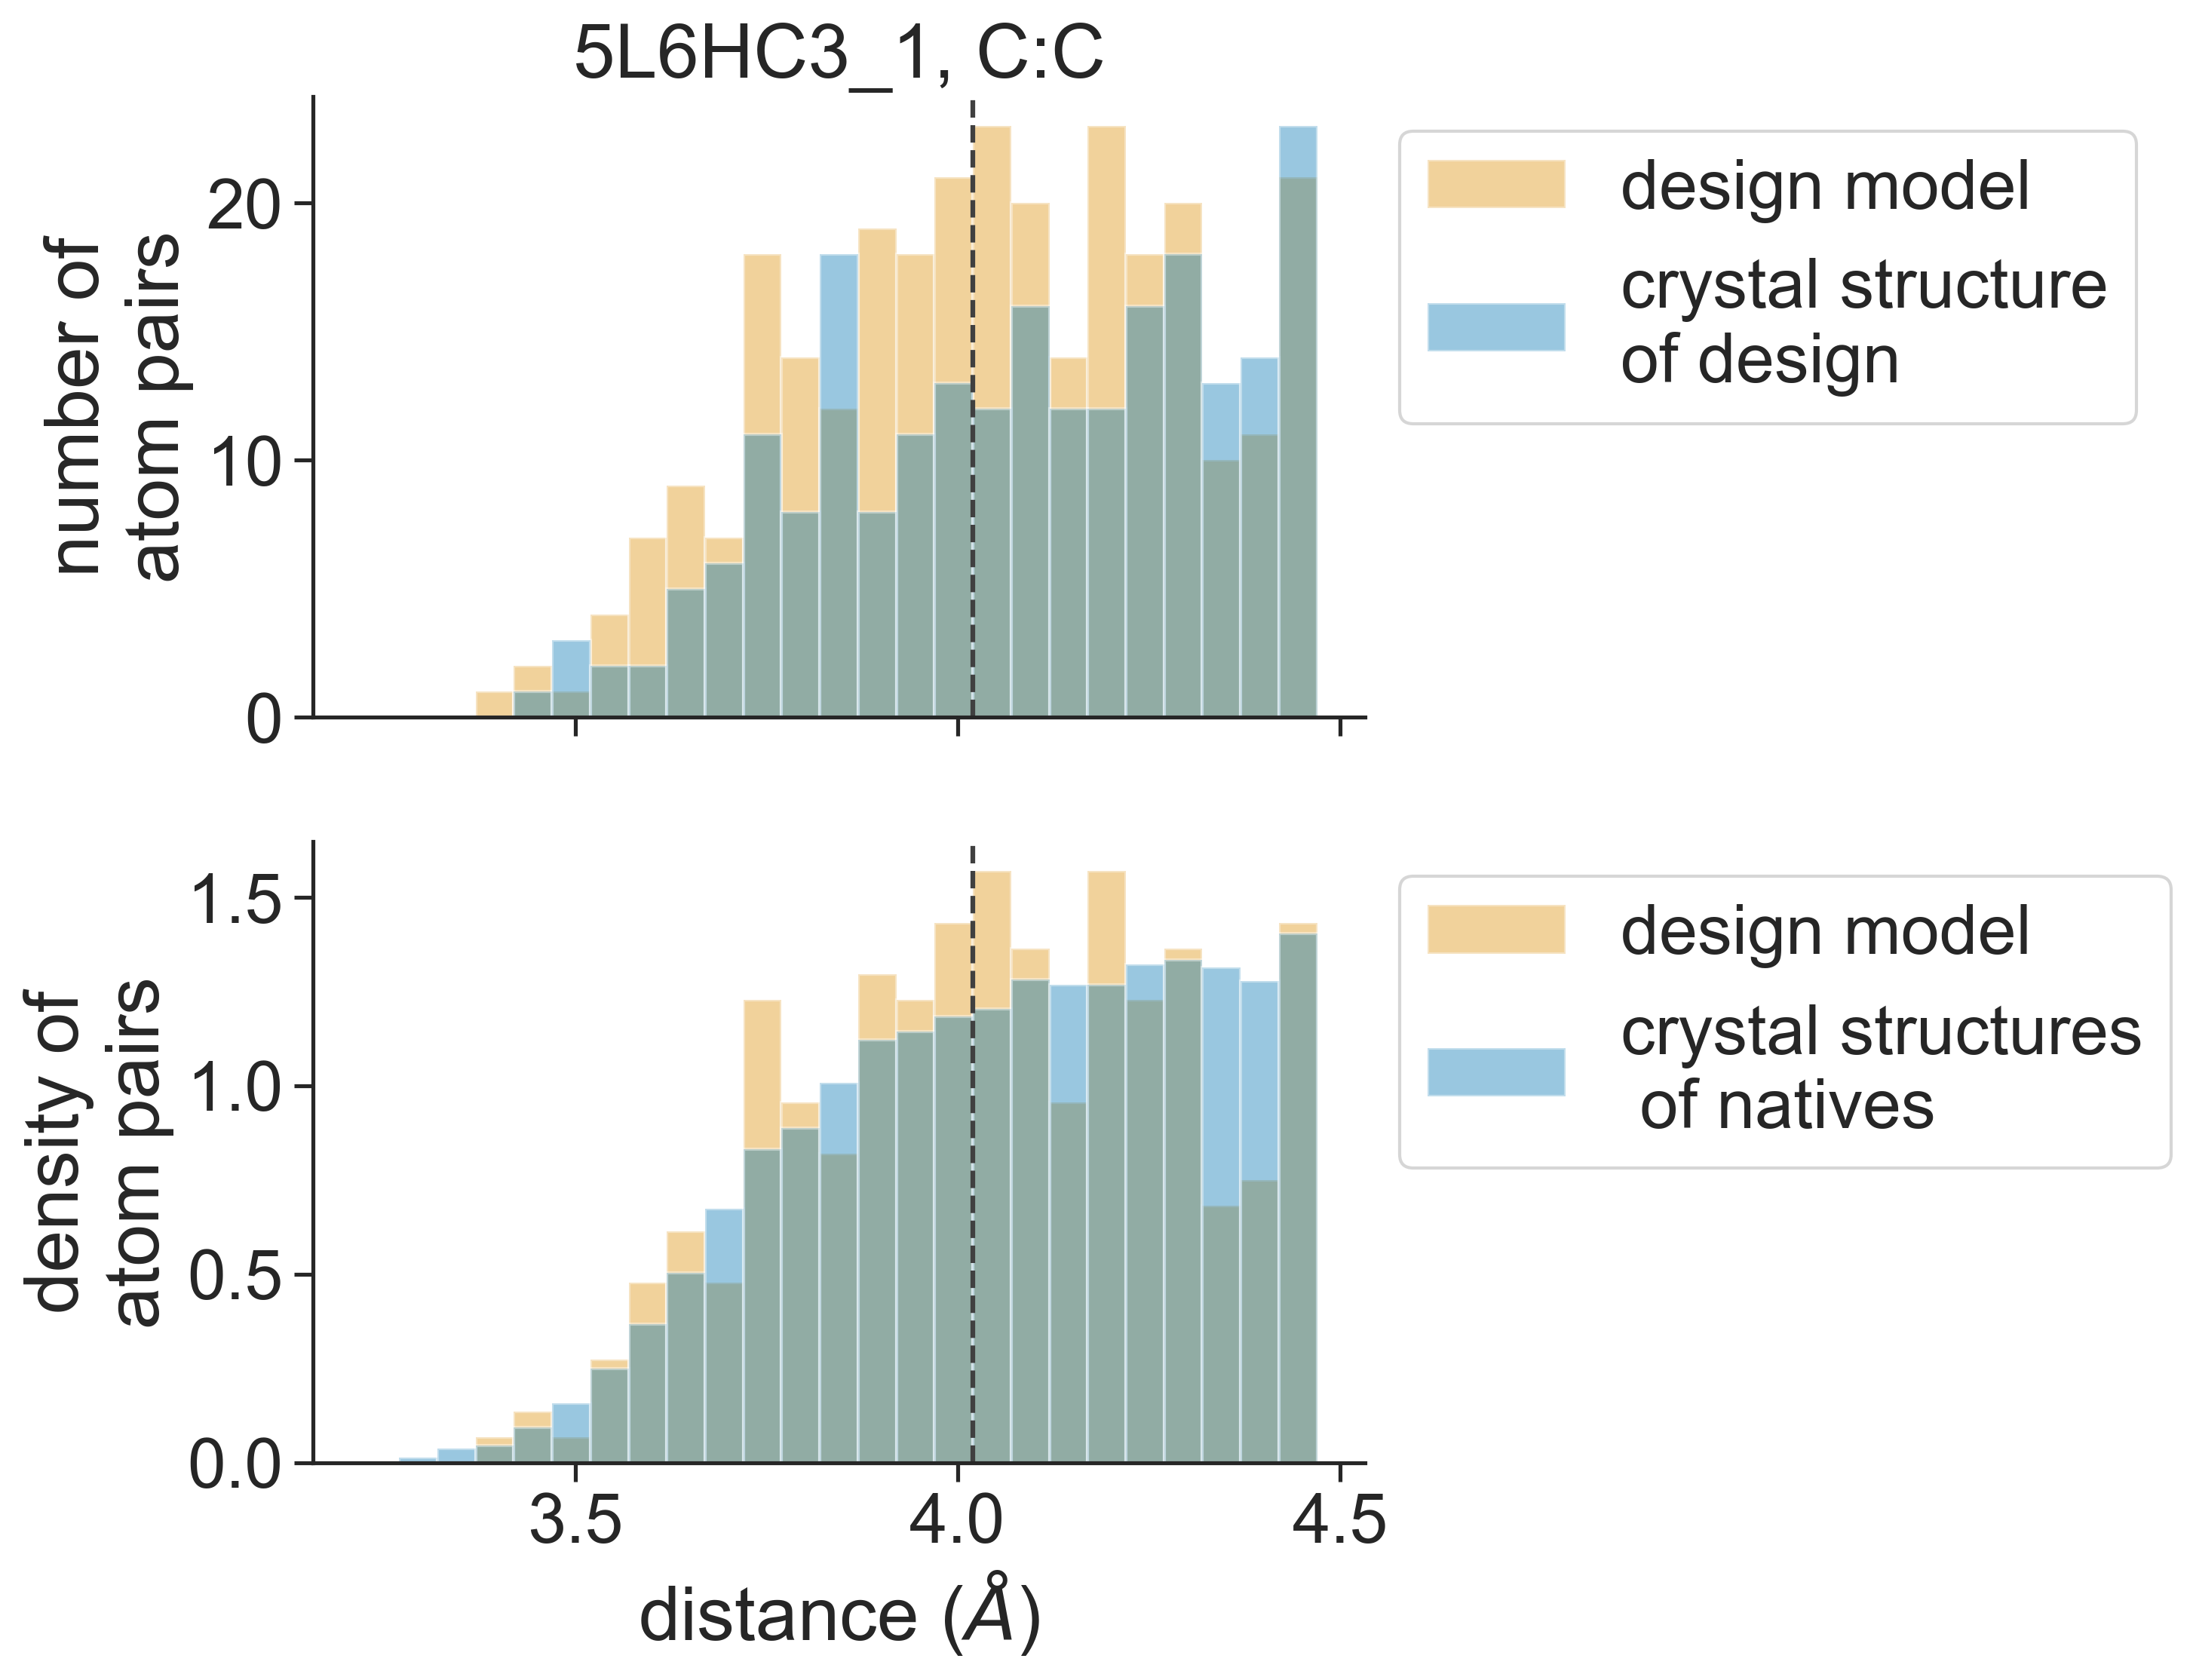 5L6HC3_1, C:C
number of
atom pairs
20
10
0
design model
crystal structure
of design
density of
atom pairs
1.5
1.0
0.5
0.0
design model
crystal structures
of natives
3.5
4.0
4.5
distance (Å)